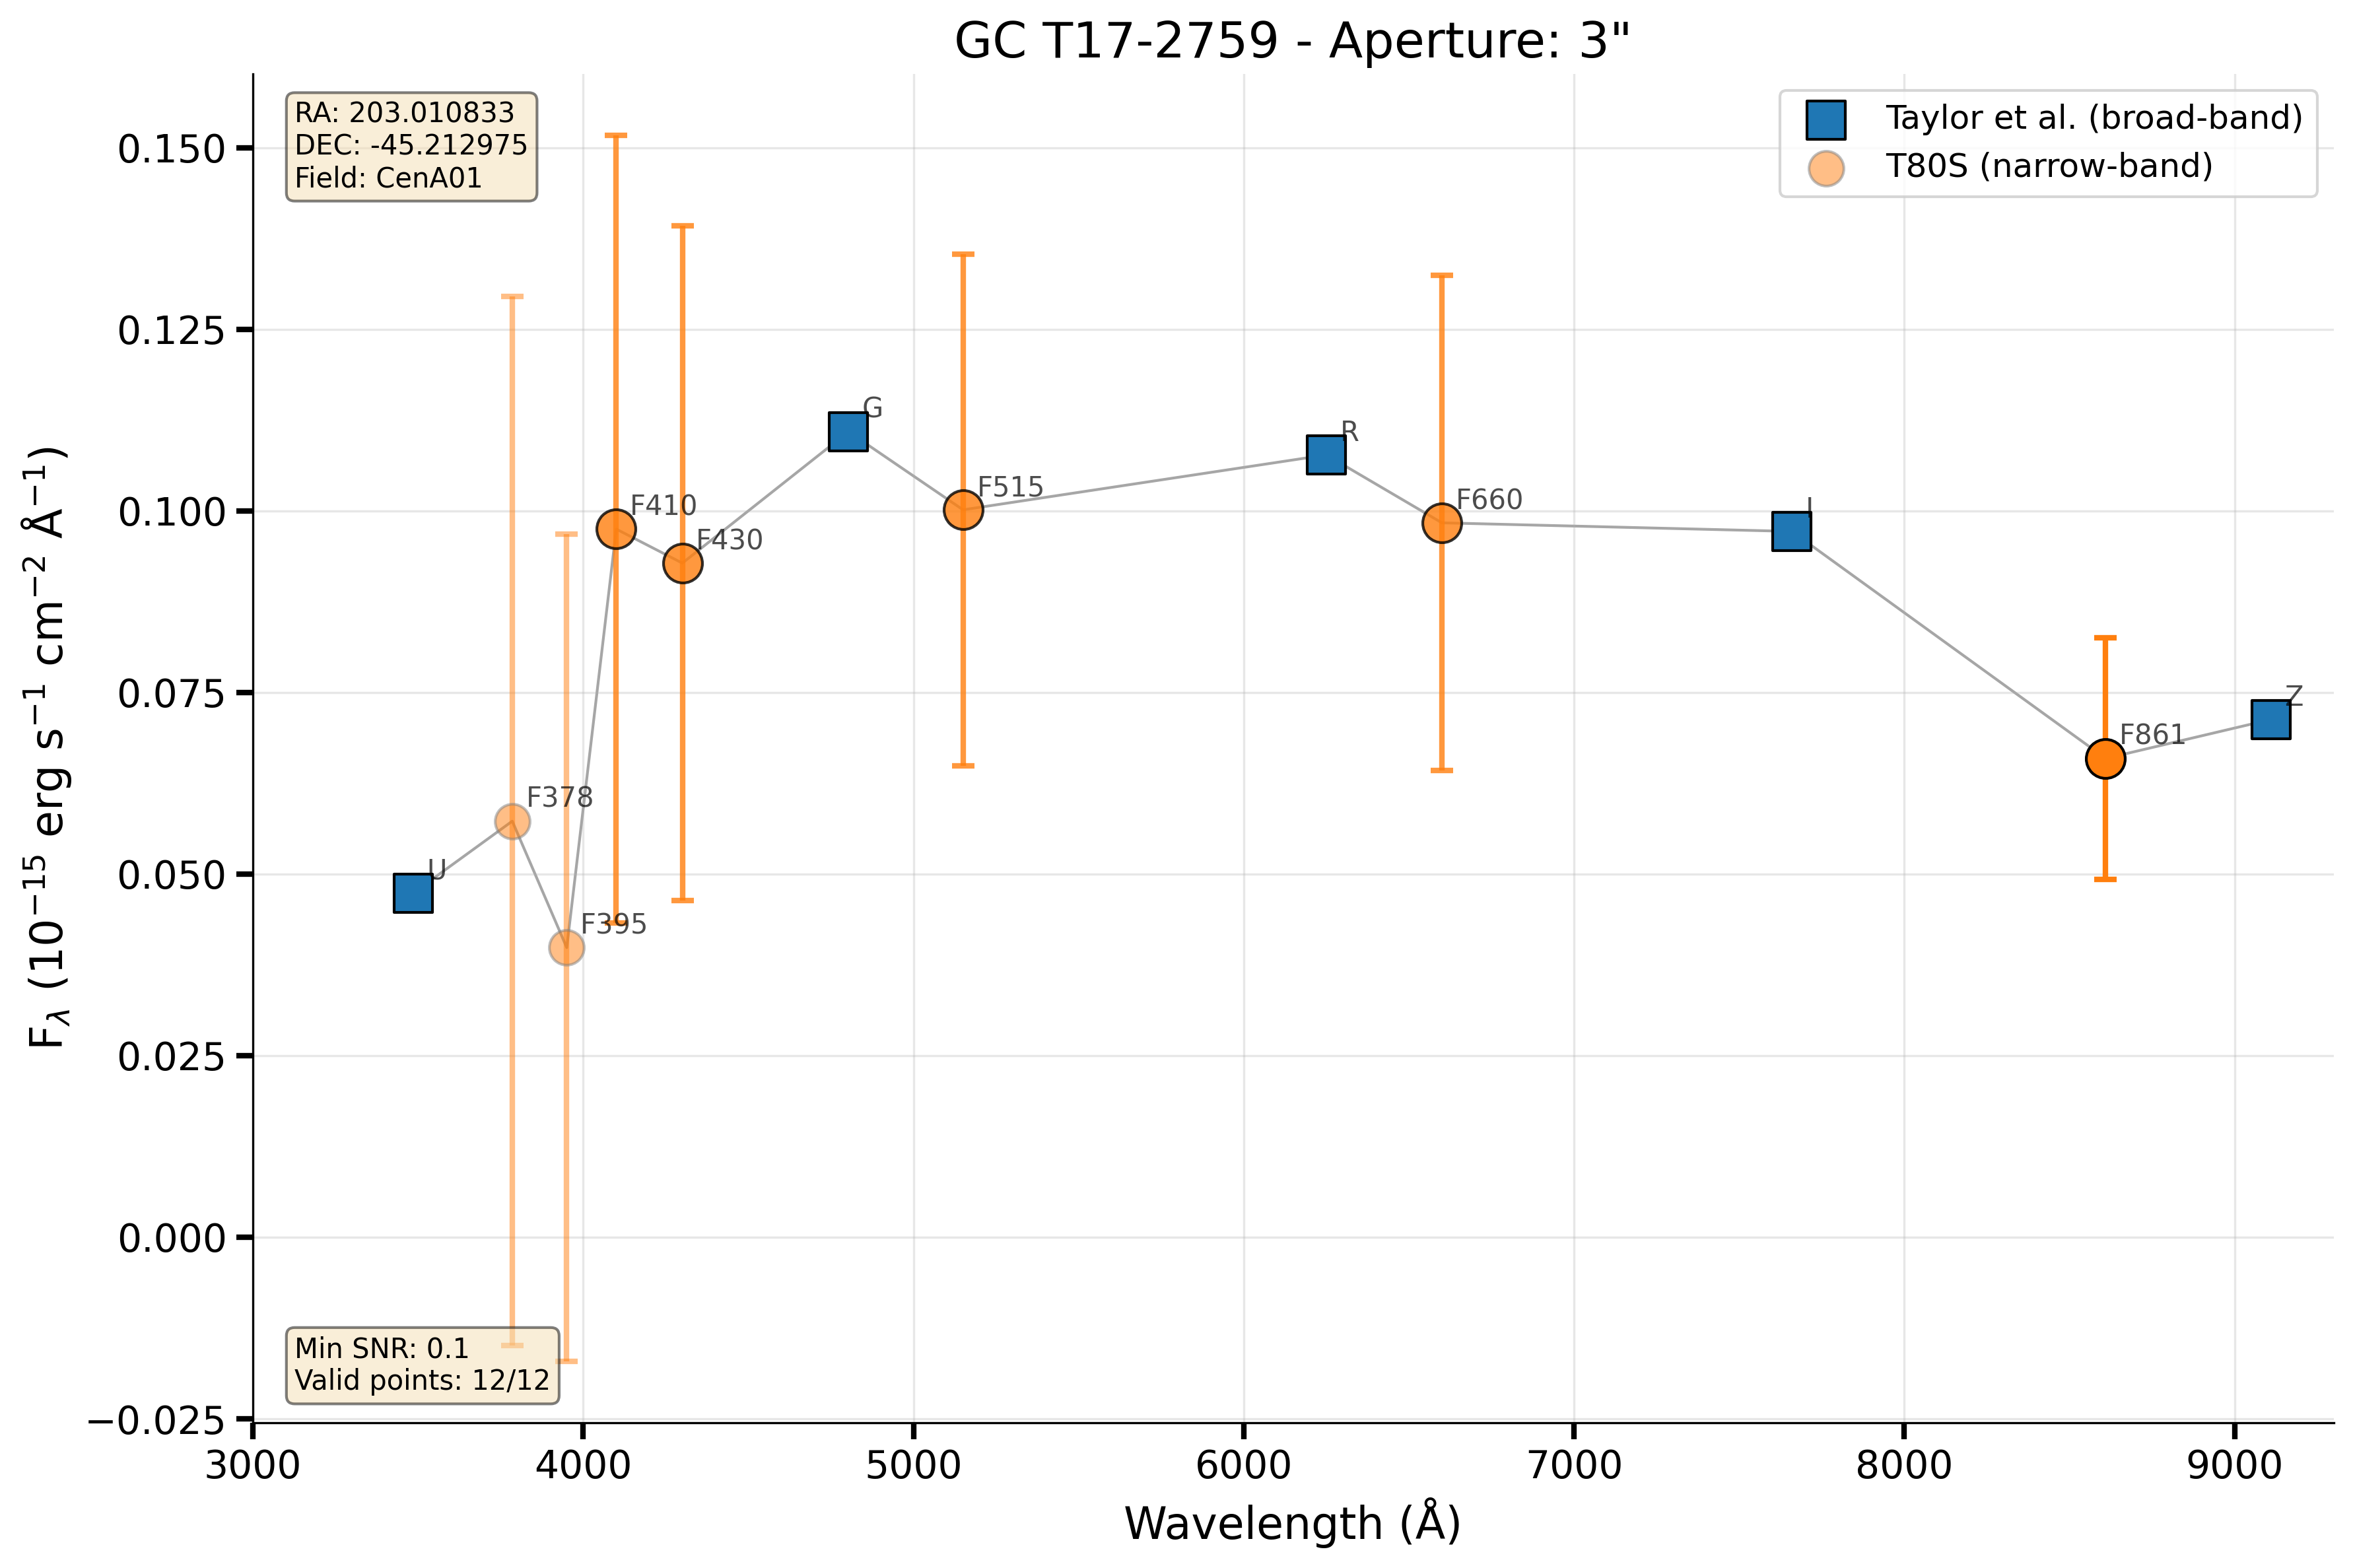 GC T17-2759 - Aperture: 3"
RA: 203.010833
DEC: -45.212975
Field: CenA01
Taylor et al. (broad-band)
T80S (narrow-band)
F_λ (10⁻¹⁵ erg s⁻¹ cm⁻² Å⁻¹)
0.150
0.125
0.100
0.075
0.050
0.025
0.000
−0.025
U
F378
F395
F410
F430
G
F515
R
F660
I
F861
Z
Min SNR: 0.1
Valid points: 12/12
3000 4000 5000 6000 7000 8000 9000
Wavelength (Å)